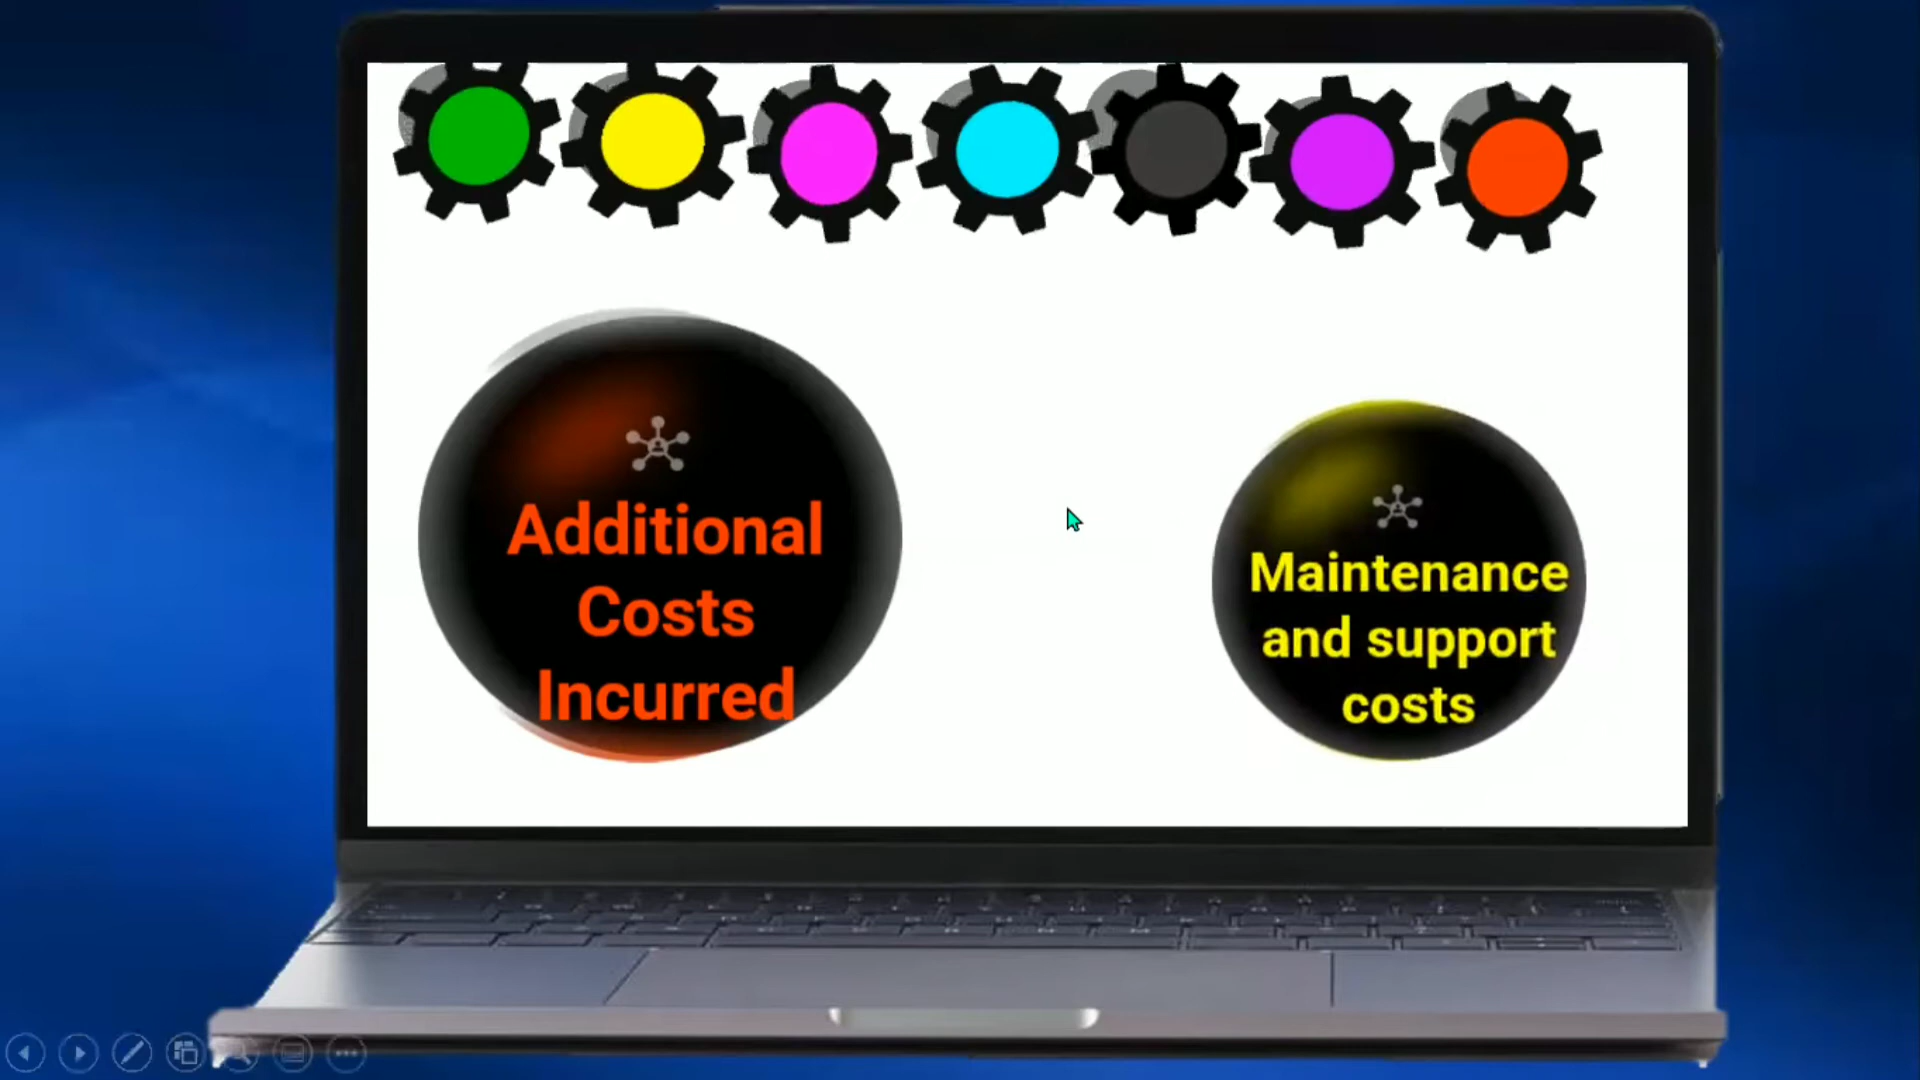 Additional
Costs
Incurred
Maintenance
and support
costs